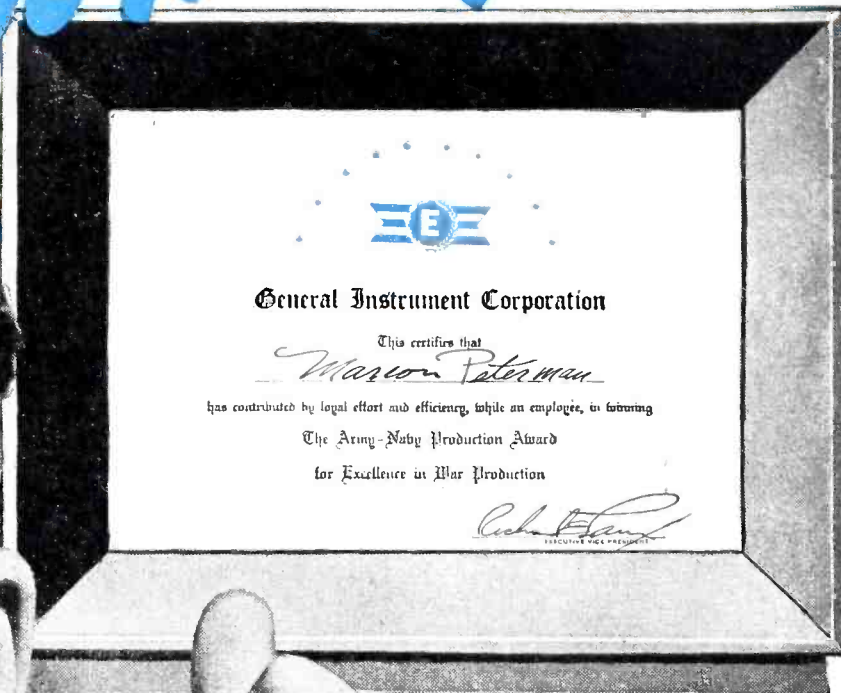 E
General Instrument Corporation
This certifies that
Marion Peterman
has contributed by loyal effort and efficiency, while an employee, in winning
The Army-Navy Production Award
for Excellence in War Production
EXECUTIVE VICE PRESIDENT